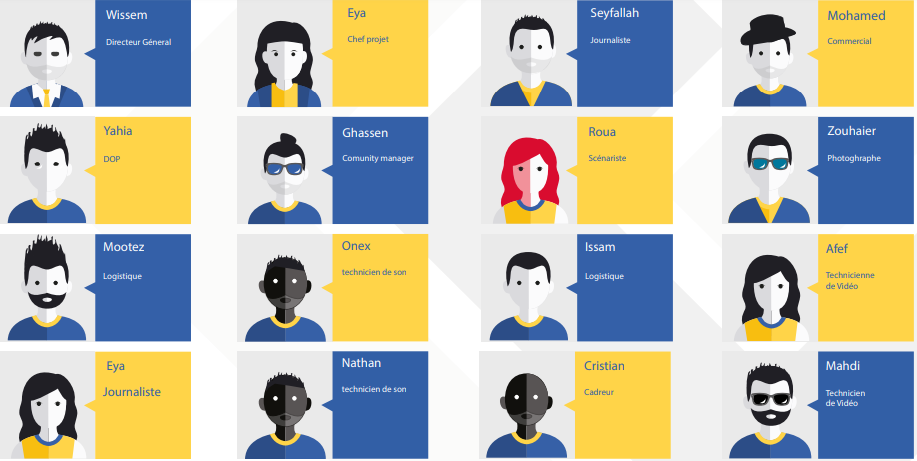 Wissem
Directeur Géneral
Eya
Chef projet
Seyfallah
Journaliste
Mohamed
Commercial
Yahia
DOP
Ghassen
Comunity manager
Roua
Scénariste
Zouhaier
Photoghraphe
Mootez
Logistique
Onex
technicien de son
Issam
Logistique
Afef
Technicienne
de Vidéo
Eya
Journaliste
Nathan
technicien de son
Cristian
Cadreur
Mahdi
Technicien
de Vidéo